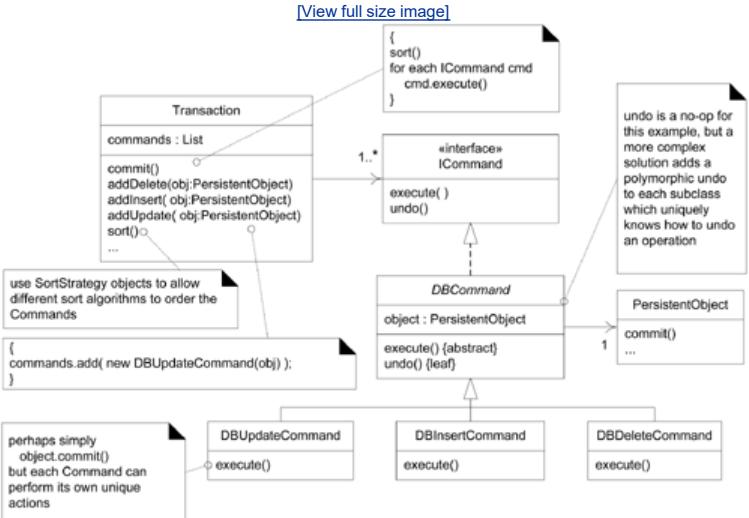 [View full size image]
{
sort()
for each ICommand cmd
cmd.execute()
}
Transaction
commands : List
commit()
addDelete(obj:PersistentObject)
addInsert( obj:PersistentObject)
addUpdate( obj:PersistentObject)
sort()
...
1..*
«interface»
ICommand
execute( )
undo()
undo is a no-op for
this example, but a
more complex
solution adds a
polymorphic undo
to each subclass
which uniquely
knows how to undo
an operation
use SortStrategy objects to allow
different sort algorithms to order the
Commands
DBCommand
object : PersistentObject
execute() {abstract}
undo() {leaf}
1
PersistentObject
commit()
...
{
commands.add( new DBUpdateCommand(obj) );
}
perhaps simply
object.commit()
but each Command can
perform its own unique
actions
DBUpdateCommand
execute()
DBInsertCommand
execute()
DBDeleteCommand
execute()